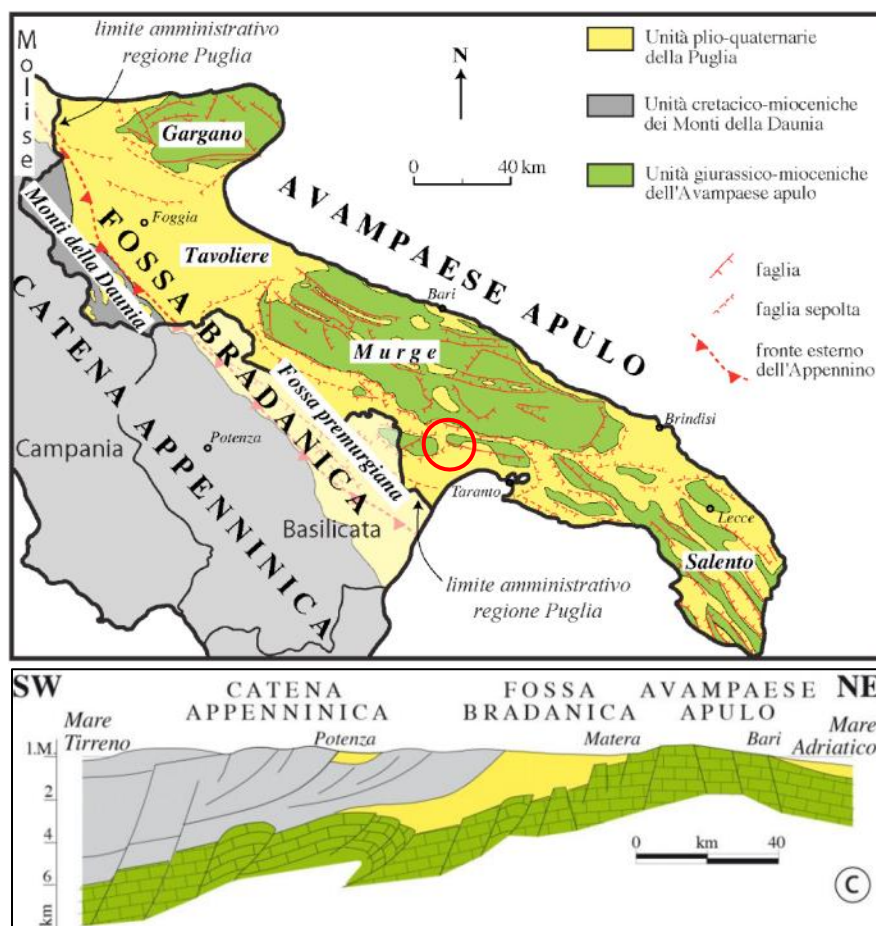 Molise
limite amministrativo
regione Puglia
N
0 40 km
Unità plio-quaternarie
della Puglia
Unità cretacico-mioceniche
dei Monti della Daunia
Unità giurassico-mioceniche
dell'Avampaese apulo
faglia
faglia sepolta
fronte esterno
dell'Appennino
Gargano
Foggia
Tavoliere
Monti della Daunia
FOSSA BRADANICA
AVAMPAESE APULO
Bari
Murge
CATENA APPENNINICA
Fossa premurgiana
Brindisi
Campania
Potenza
Taranto
Lecce
Basilicata
Salento
limite amministrativo
regione Puglia
SW
CATENA
APPENNINICA
FOSSA
BRADANICA
AVAMPAESE
APULO
NE
Mare
Tirreno
Potenza
Matera
Bari
Mare
Adriatico
l.M.
2
4
6
km
0 km 40
C